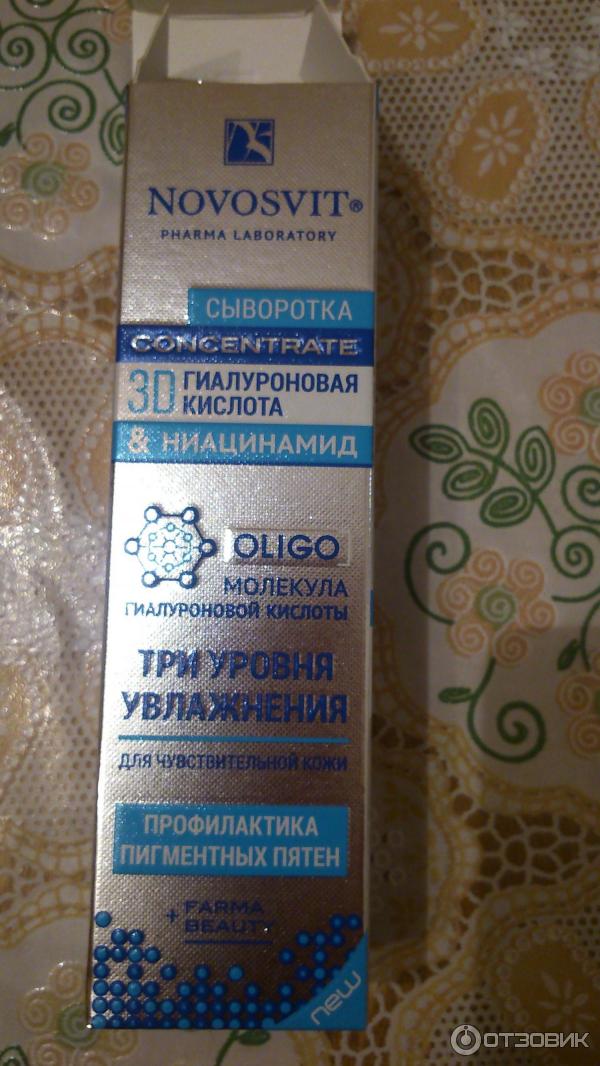 NOVOSVIT®
PHARMA LABORATORY
СЫВОРОТКА
CONCENTRATE
3D ГИАЛУРОНОВАЯ
КИСЛОТА
& НИАЦИНАМИД
OLIGO
МОЛЕКУЛА
ГИАЛУРОНОВОЙ КИСЛОТЫ
ТРИ УРОВНЯ
УВЛАЖНЕНИЯ
ДЛЯ ЧУВСТВИТЕЛЬНОЙ КОЖИ
ПРОФИЛАКТИКА
ПИГМЕНТНЫХ ПЯТЕН
+ FARMA
BEAUTY
new
ОТЗОВИК